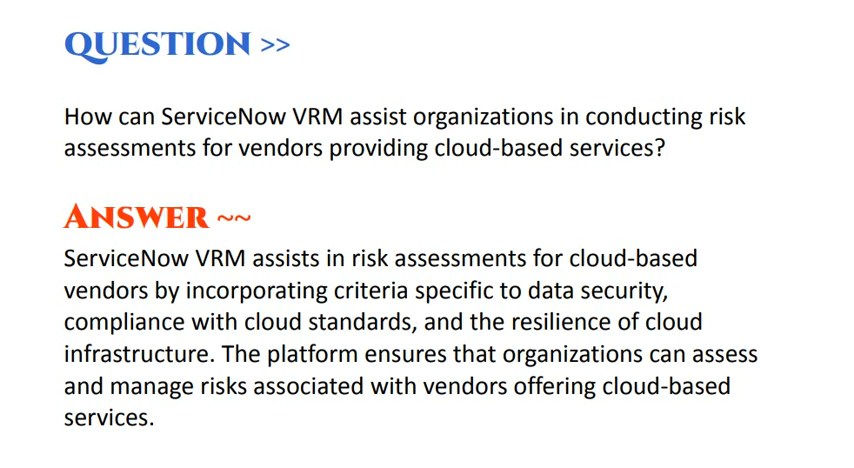 QUESTION >>
How can ServiceNow VRM assist organizations in conducting risk
assessments for vendors providing cloud-based services?
ANSWER ~~
ServiceNow VRM assists in risk assessments for cloud-based
vendors by incorporating criteria specific to data security,
compliance with cloud standards, and the resilience of cloud
infrastructure. The platform ensures that organizations can assess
and manage risks associated with vendors offering cloud-based
services.